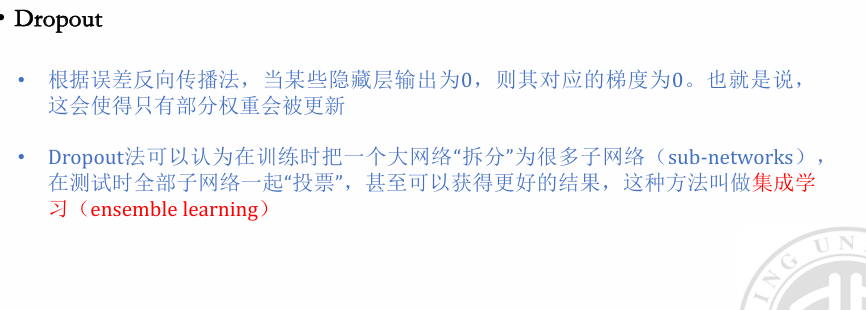 • Dropout
• 根据误差反向传播法，当某些隐藏层输出为0，则其对应的梯度为0。也就是说，
这会使得只有部分权重会被更新
• Dropout法可以认为在训练时把一个大网络“拆分”为很多子网络（sub-networks），
在测试时全部子网络一起“投票”，甚至可以获得更好的结果，这种方法叫做集成学
习（ensemble learning）
ING UN